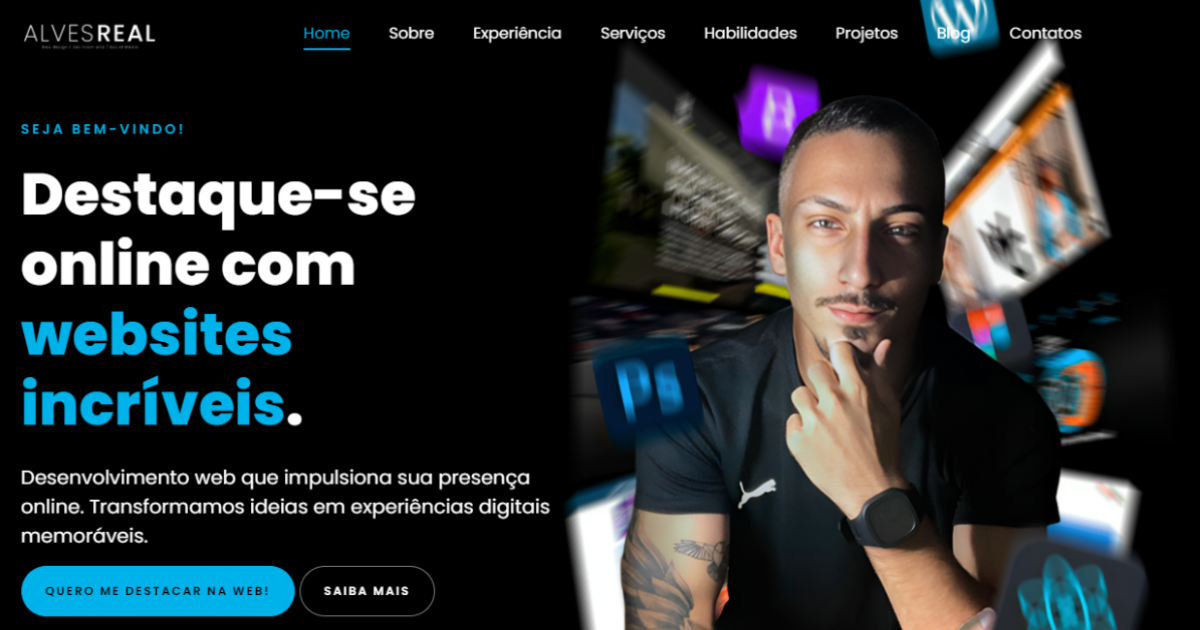 ALVESREAL
Home Sobre Experiência Serviços Habilidades Projetos Blog Contatos
SEJA BEM-VINDO!
Destaque-se
online com
websites
incríveis.
Desenvolvimento web que impulsiona sua presença
online. Transformamos ideias em experiências digitais
memoráveis.
QUERO ME DESTACAR NA WEB! SAIBA MAIS
Ps